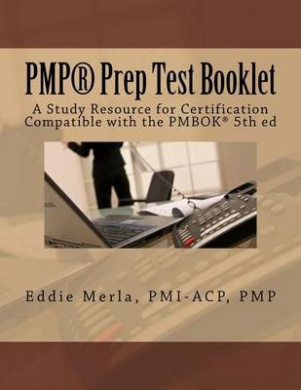 PMP® Prep Test Booklet
A Study Resource for Certification
Compatible with the PMBOK® 5th ed
Eddie Merla, PMI-ACP, PMP